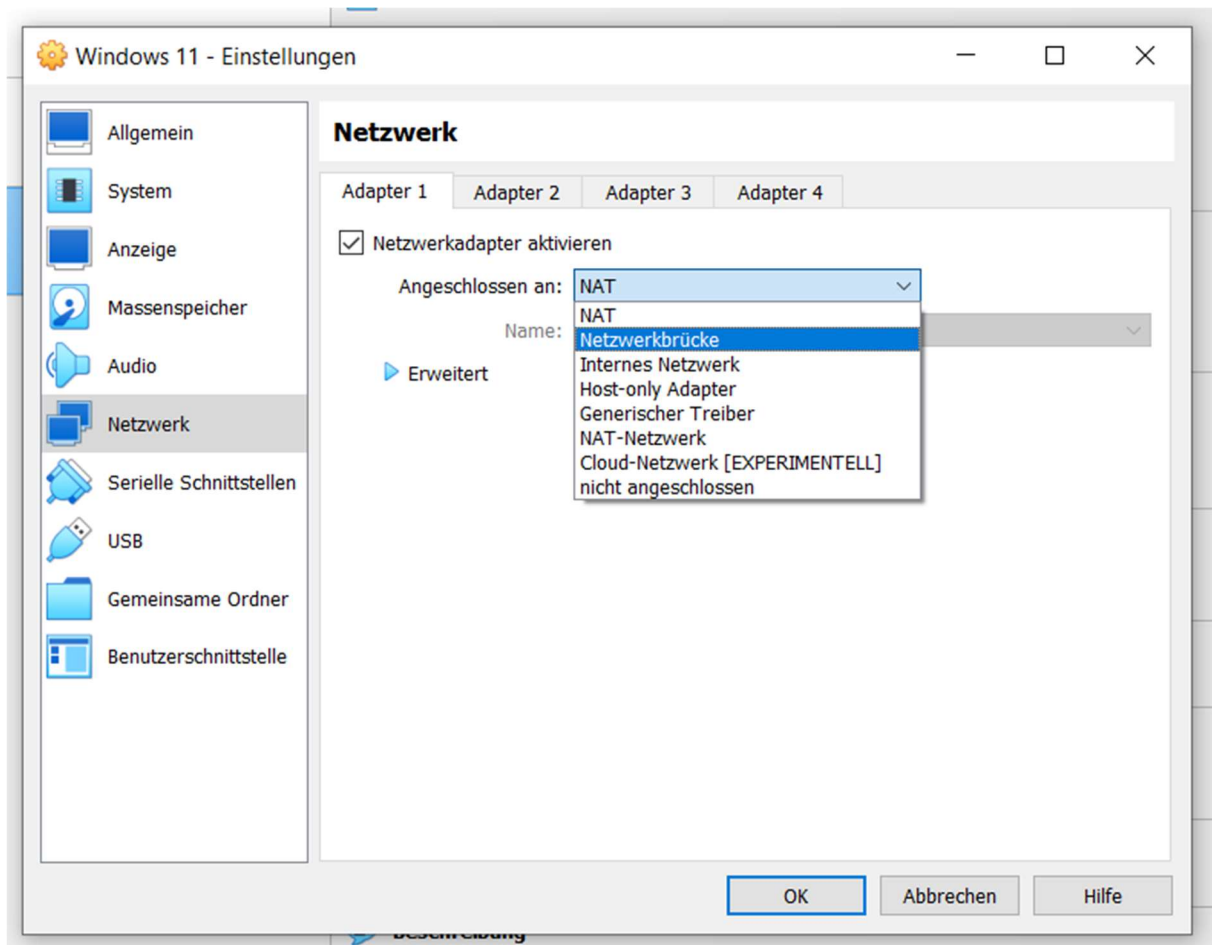 Windows 11 - Einstellungen
Allgemein
System
Anzeige
Massenspeicher
Audio
Netzwerk
Serielle Schnittstellen
USB
Gemeinsame Ordner
Benutzerschnittstelle
Netzwerk
Adapter 1 Adapter 2 Adapter 3 Adapter 4
Netzwerkadapter aktivieren
Angeschlossen an: NAT
Name:
Erweitert
NAT
Netzwerkbrücke
Internes Netzwerk
Host-only Adapter
Generischer Treiber
NAT-Netzwerk
Cloud-Netzwerk [EXPERIMENTELL]
nicht angeschlossen
OK Abbrechen Hilfe
Beschreibung